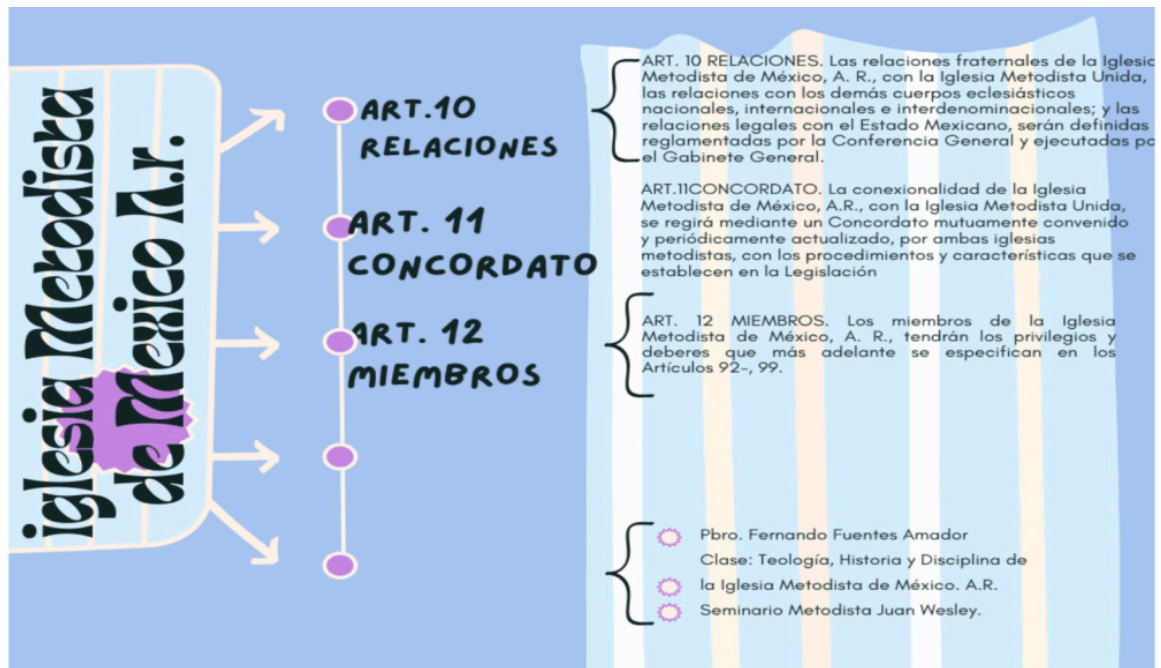 iglesia Metodista
de Mexico A.r.
ART.10
RELACIONES
ART. 11
CONCORDATO
ART. 12
MIEMBROS
ART. 10 RELACIONES. Las relaciones fraternales de la Iglesia
Metodista de México, A. R., con la Iglesia Metodista Unida,
las relaciones con los demás cuerpos eclesiásticos
nacionales, internacionales e interdenominacionales; y las
relaciones legales con el Estado Mexicano, serán definidas
reglamentadas por la Conferencia General y ejecutadas po
el Gabinete General.
ART.11CONCORDATO. La conexionalidad de la Iglesia
Metodista de México, A.R., con la Iglesia Metodista Unida,
se regirá mediante un Concordato mutuamente convenido
y periódicamente actualizado, por ambas iglesias
metodistas, con los procedimientos y características que se
establecen en la Legislación
ART. 12 MIEMBROS. Los miembros de la Iglesia
Metodista de México, A. R., tendrán los privilegios y
deberes que más adelante se especifican en los
Artículos 92-, 99.
Pbro. Fernando Fuentes Amador
Clase: Teología, Historia y Disciplina de
la Iglesia Metodista de México. A.R.
Seminario Metodista Juan Wesley.